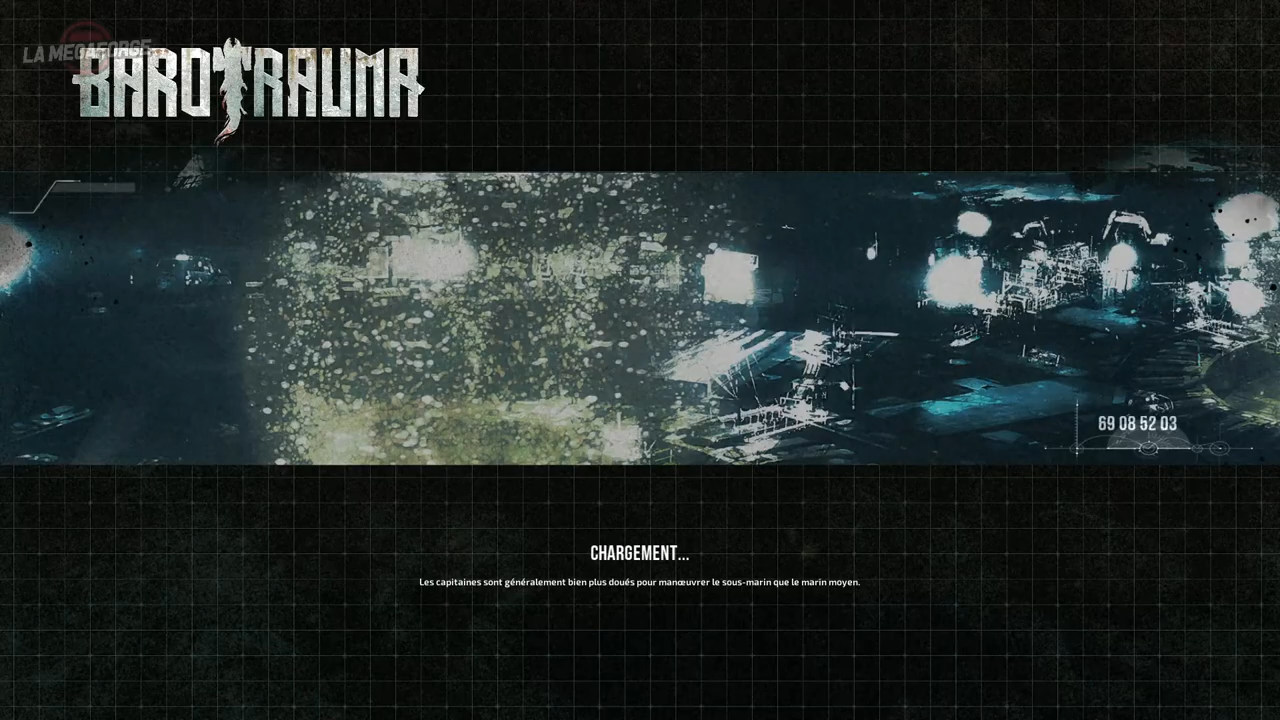 LA MEGAFORGE
BAROTRAUMA
69 08 52 03
CHARGEMENT...
Les capitaines sont généralement bien plus doués pour manœuvrer le sous-marin que le marin moyen.